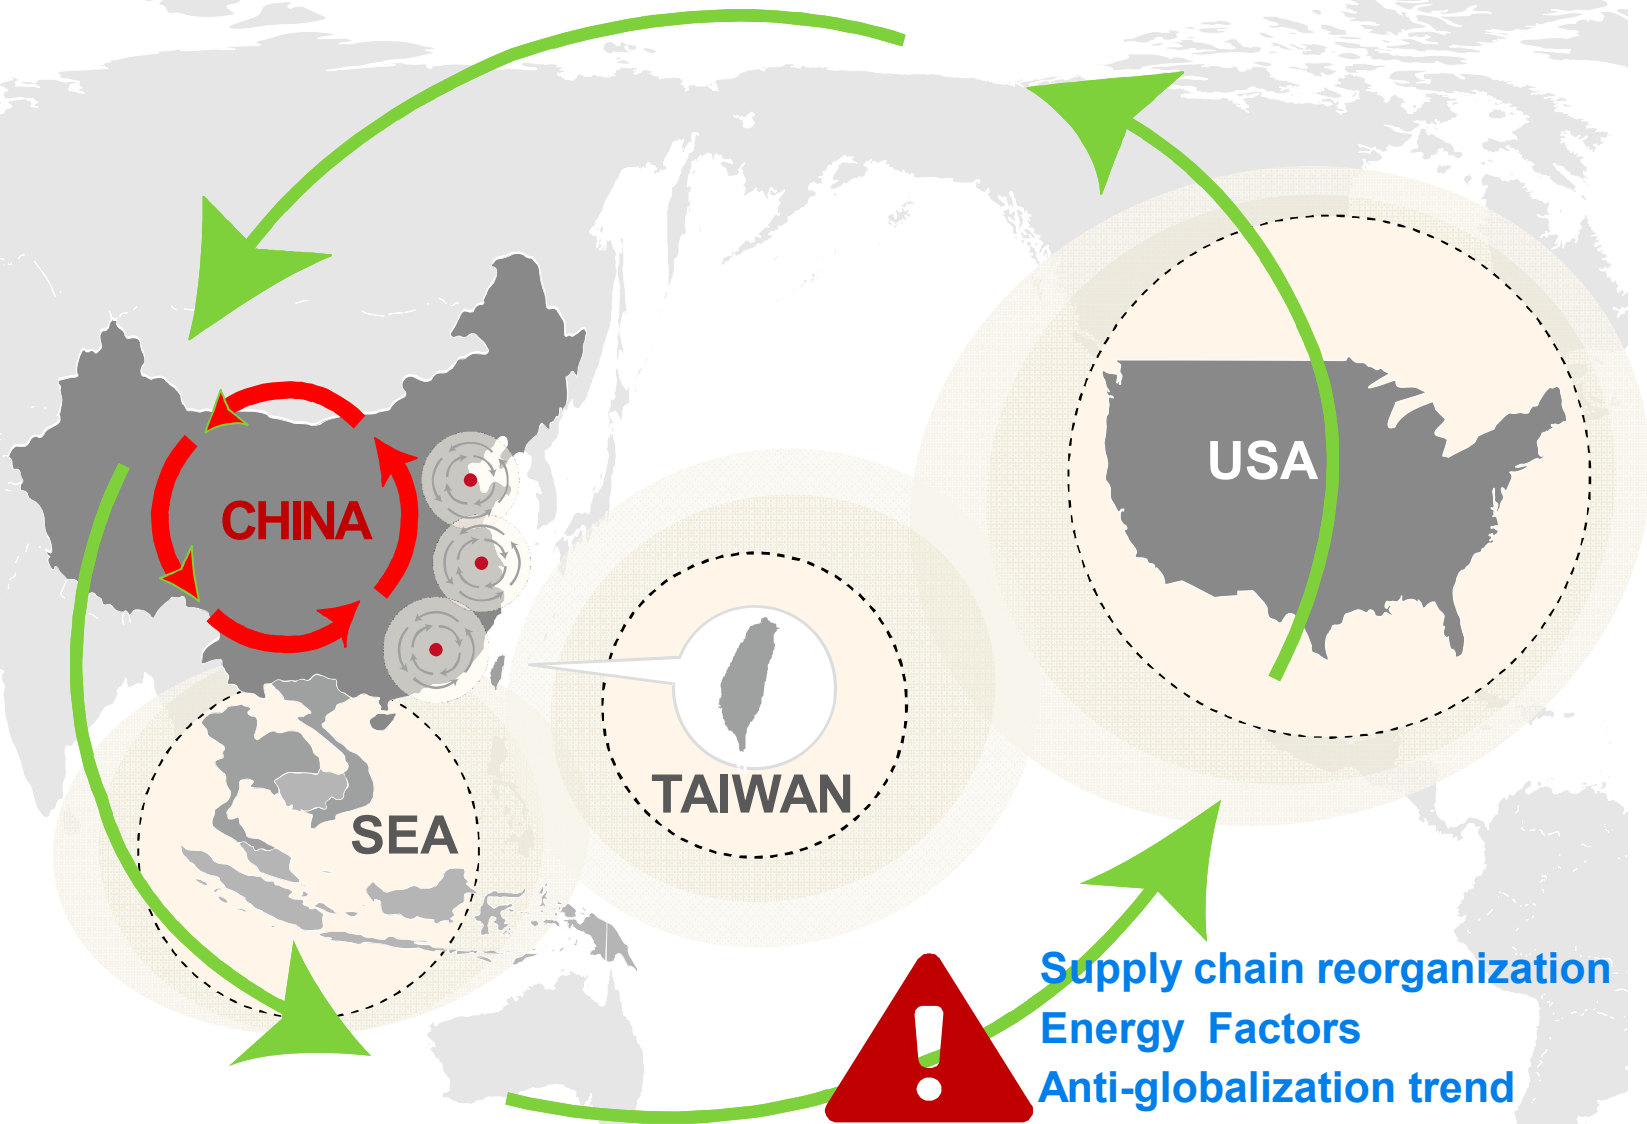 USA
CHINA
TAIWAN
SEA
Supply chain reorganization
Energy Factors
Anti-globalization trend